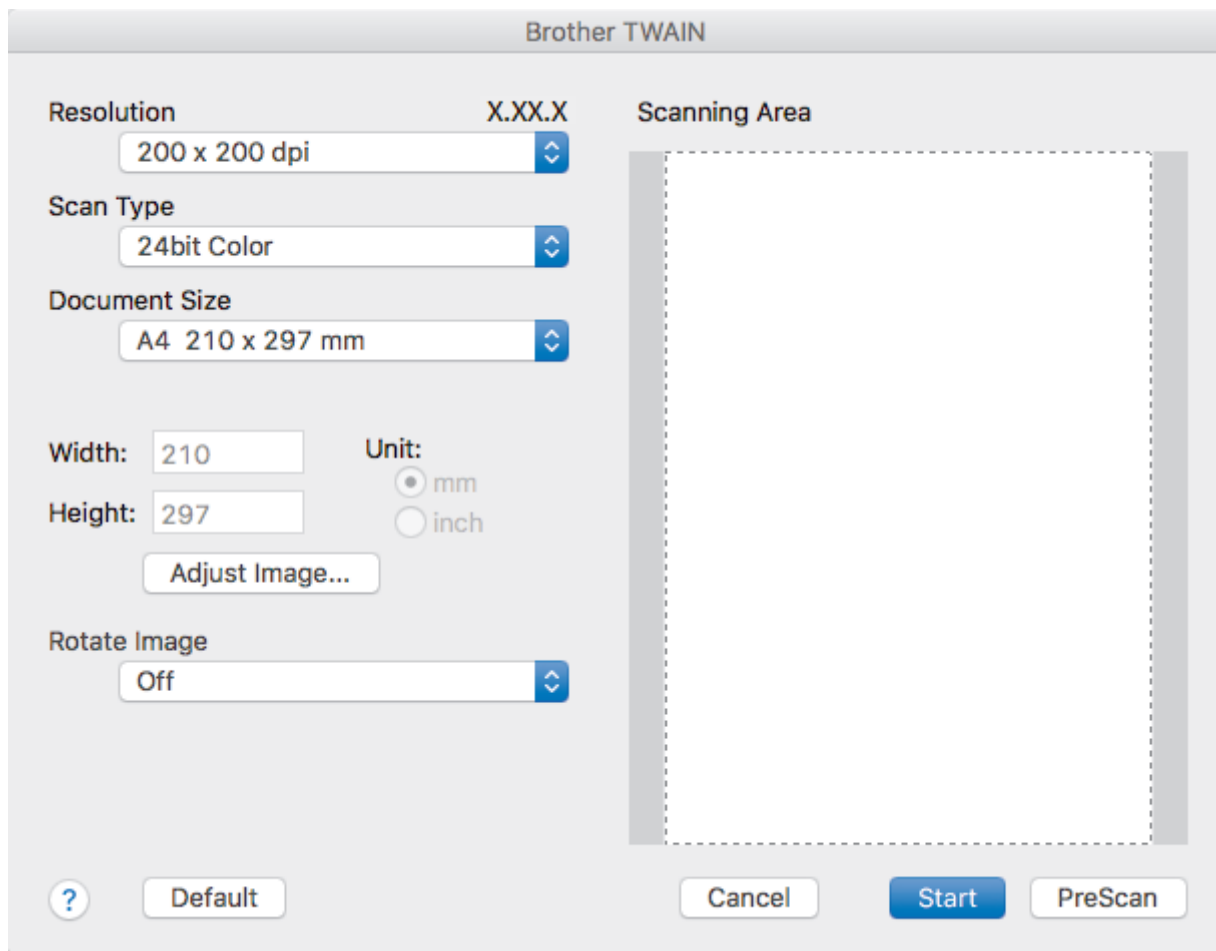 Brother TWAIN
Resolution X.XX.X
200 x 200 dpi
Scan Type
24bit Color
Document Size
A4 210 x 297 mm
Width: 210
Unit:
mm
Height: 297
inch
Adjust Image...
Rotate Image
Off
Scanning Area
? Default Cancel Start PreScan